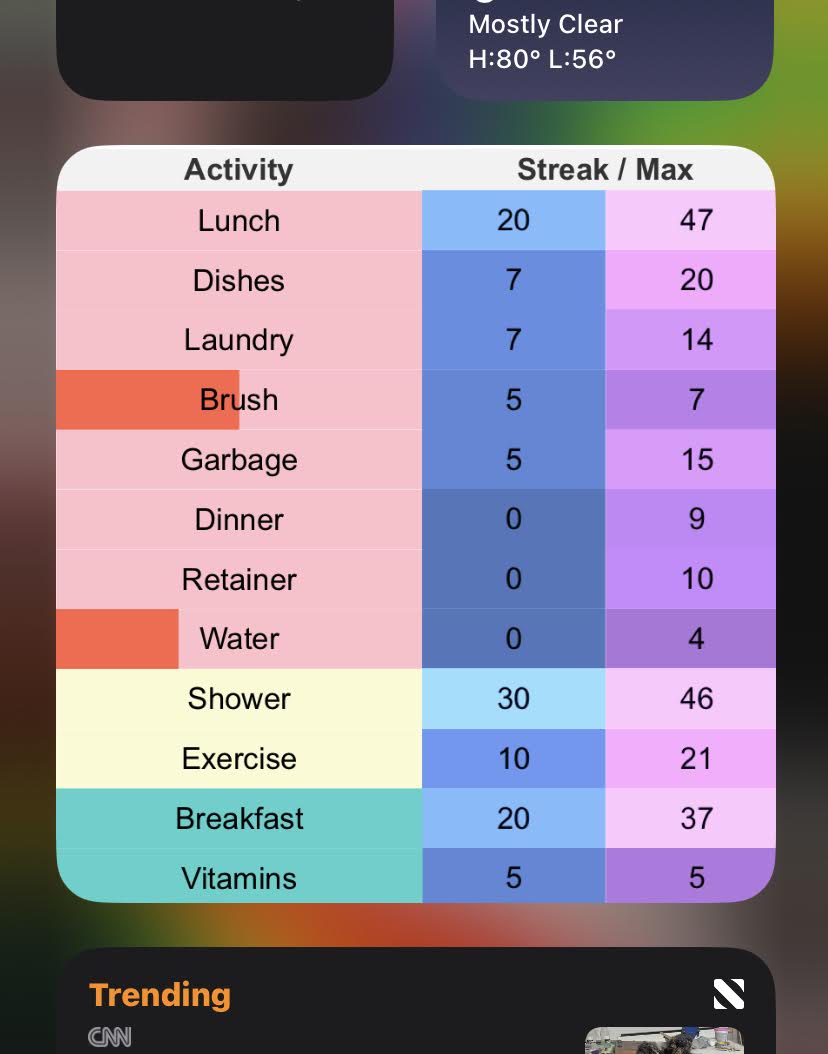 Mostly Clear
H:80° L:56°
Activity Streak / Max
Lunch 20 47
Dishes 7 20
Laundry 7 14
Brush 5 7
Garbage 5 15
Dinner 0 9
Retainer 0 10
Water 0 4
Shower 30 46
Exercise 10 21
Breakfast 20 37
Vitamins 5 5
Trending
CNN